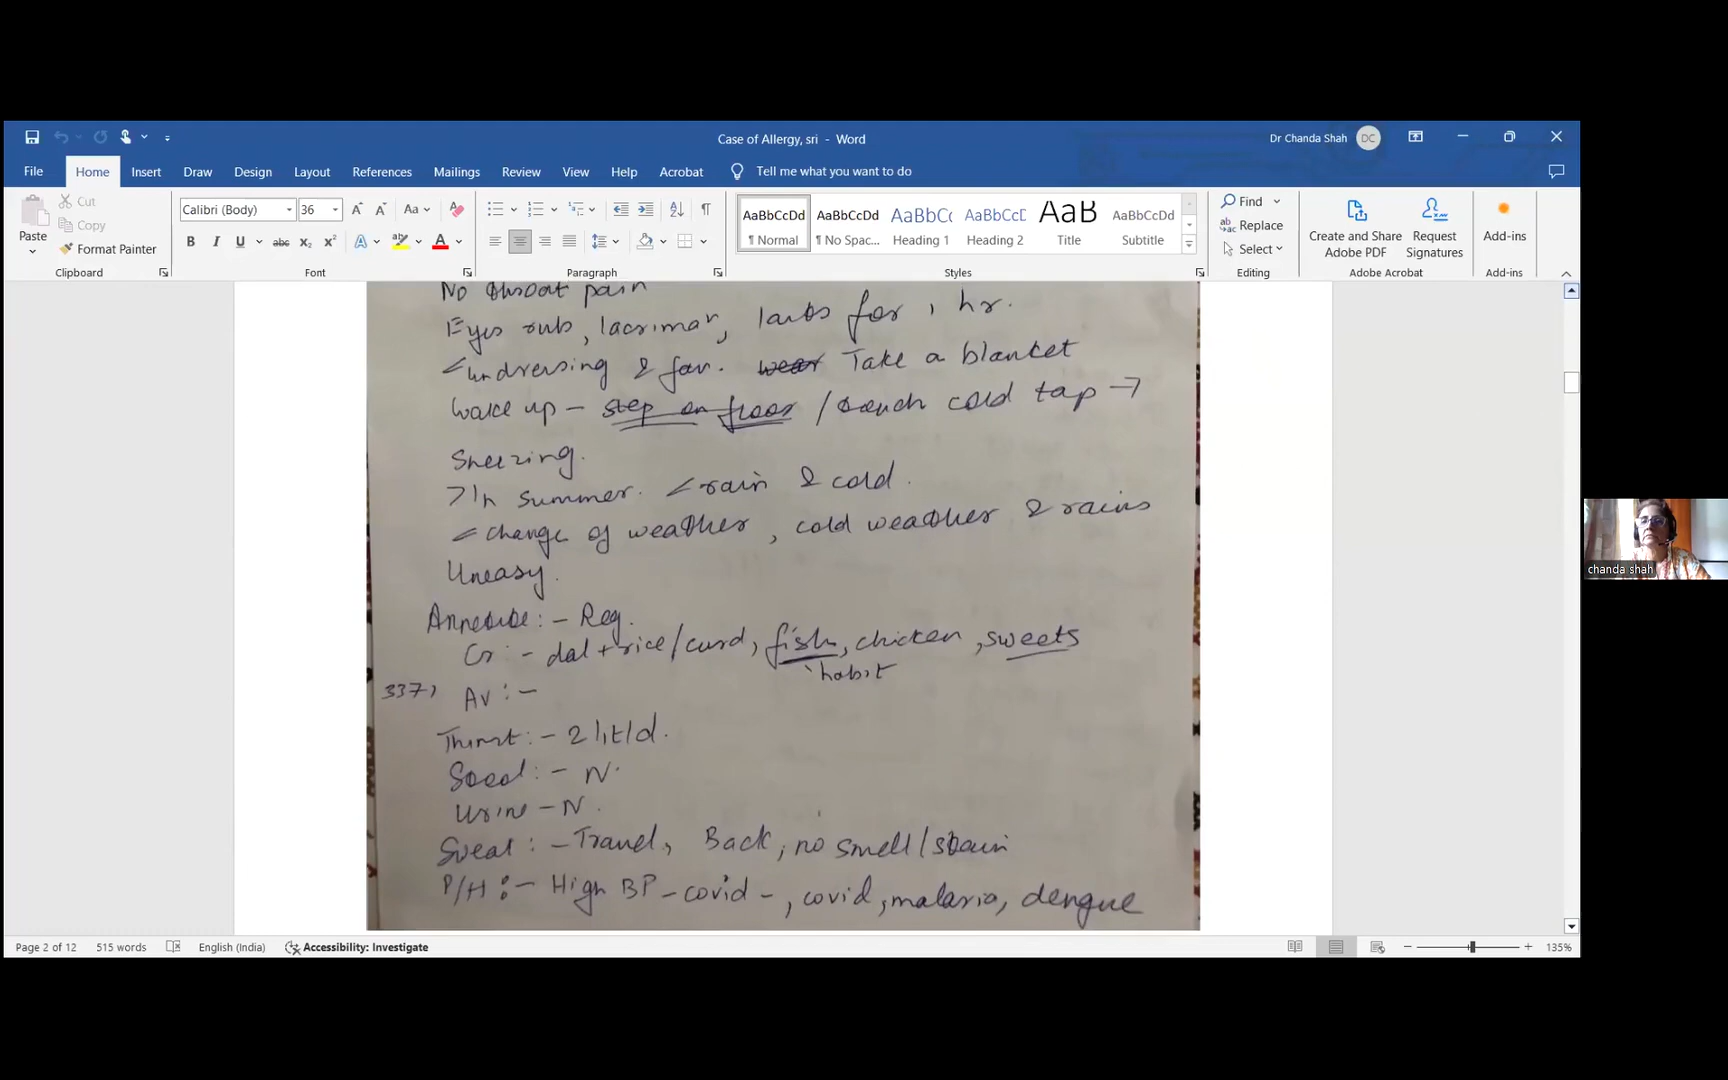 Case of Allergy, sri - Word
Dr Chanda Shah DC
File Home Insert Draw Design Layout References Mailings Review View Help Acrobat Tell me what you want to do
Paste
Cut
Copy
Format Painter
Clipboard
Calibri (Body) 36
Font
Paragraph
AaBbCcDd ¶ Normal
AaBbCcDd ¶ No Spac...
AaBbCc Heading 1
AaBbCcD Heading 2
AaB Title
AaBbCcDd Subtitle
Styles
Find
Replace
Select
Editing
Create and Share Adobe PDF
Request Signatures
Adobe Acrobat
Add-ins
Add-ins
No throat pain
Eyes rub, lacriman, lasts for 1 hr.
<undressing & fan. wear Take a blanket
Wake up - step on floor / touch cold tap →
Sneezing.
> In summer. < rain & cold.
< change of weather, cold weather & rains
Uneasy.
Appetite :- Reg.
Cr :- dal + rice/curd, fish, chicken, sweets
habit
337) Av :-
Thirst :- 2 lit/d.
Stool :- N.
Urine - N.
Sweat :- Travel, Back, no smell/stain
P/H :- High BP - covid -, covid, malaria, dengue
chanda shah
Page 2 of 12 515 words English (India) Accessibility: Investigate 135%